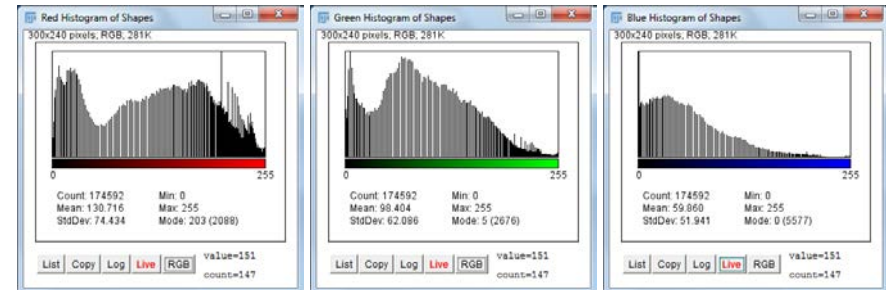 Red Histogram of Shapes
300x240 pixels, RGB, 281K
0 255
Count: 174592 Min: 0
Mean: 130.716 Max: 255
StdDev: 74.434 Mode: 203 (2088)
List Copy Log Live RGB value=151
count=147
Green Histogram of Shapes
300x240 pixels, RGB, 281K
0 255
Count: 174592 Min: 0
Mean: 98.404 Max: 255
StdDev: 62.086 Mode: 5 (2676)
List Copy Log Live RGB value=151
count=147
Blue Histogram of Shapes
300x240 pixels, RGB, 281K
0 255
Count: 174592 Min: 0
Mean: 59.860 Max: 255
StdDev: 51.941 Mode: 0 (5577)
List Copy Log Live RGB value=151
count=147